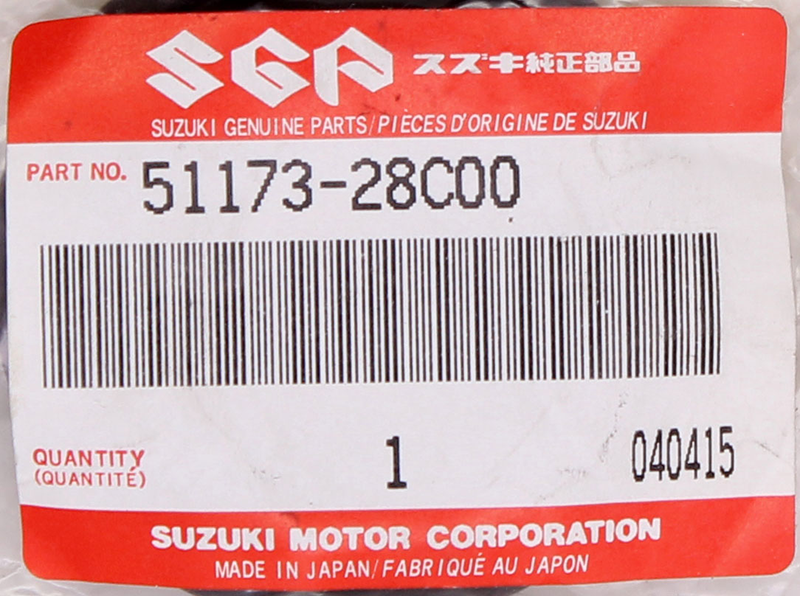 SGP スズキ純正部品
SUZUKI GENUINE PARTS/PIÈCES D'ORIGINE DE SUZUKI
PART NO. 51173-28C00
QUANTITY
(QUANTITÉ) 1 040415
SUZUKI MOTOR CORPORATION
MADE IN JAPAN/FABRIQUÉ AU JAPON